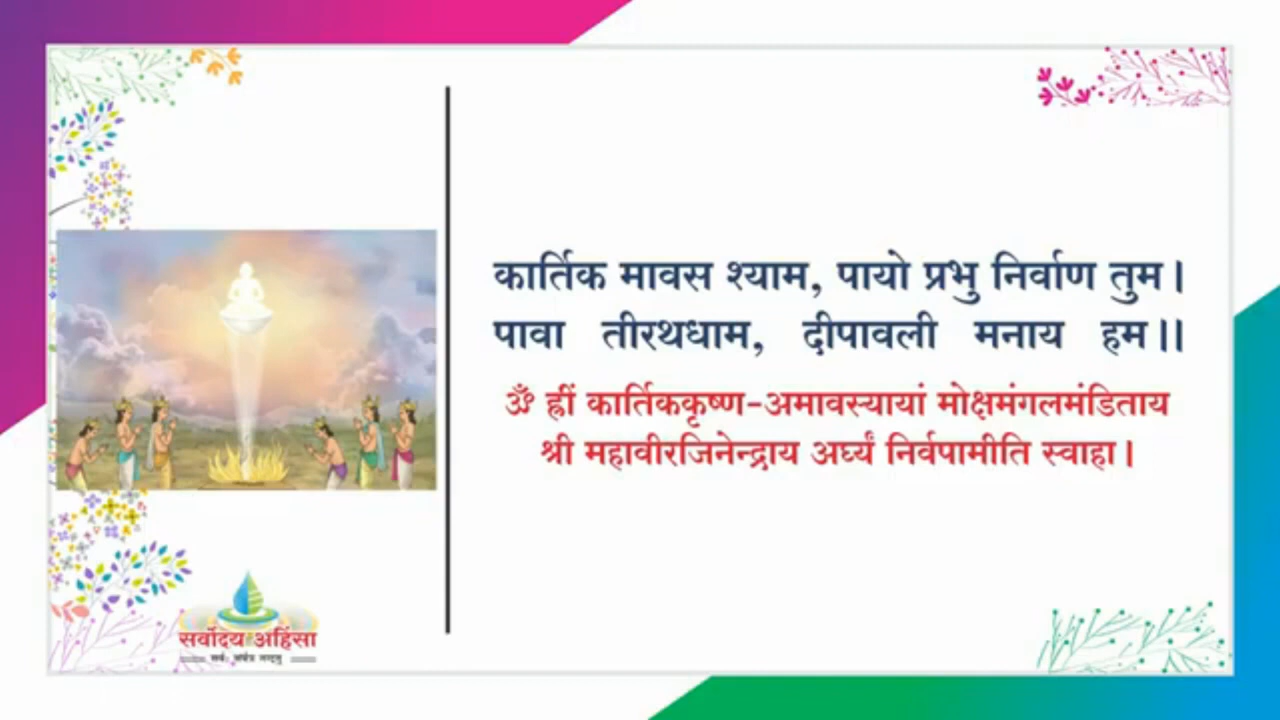 कार्तिक मावस श्याम, पायो प्रभु निर्वाण तुम।
पावा तीरथधाम, दीपावली मनाय हम।।
ॐ ह्रीं कार्तिककृष्ण-अमावस्यायां मोक्षमंगलमंडिताय
श्री महावीरजिनेन्द्राय अर्घ्यं निर्वपामीति स्वाहा।
सर्वोदय अहिंसा